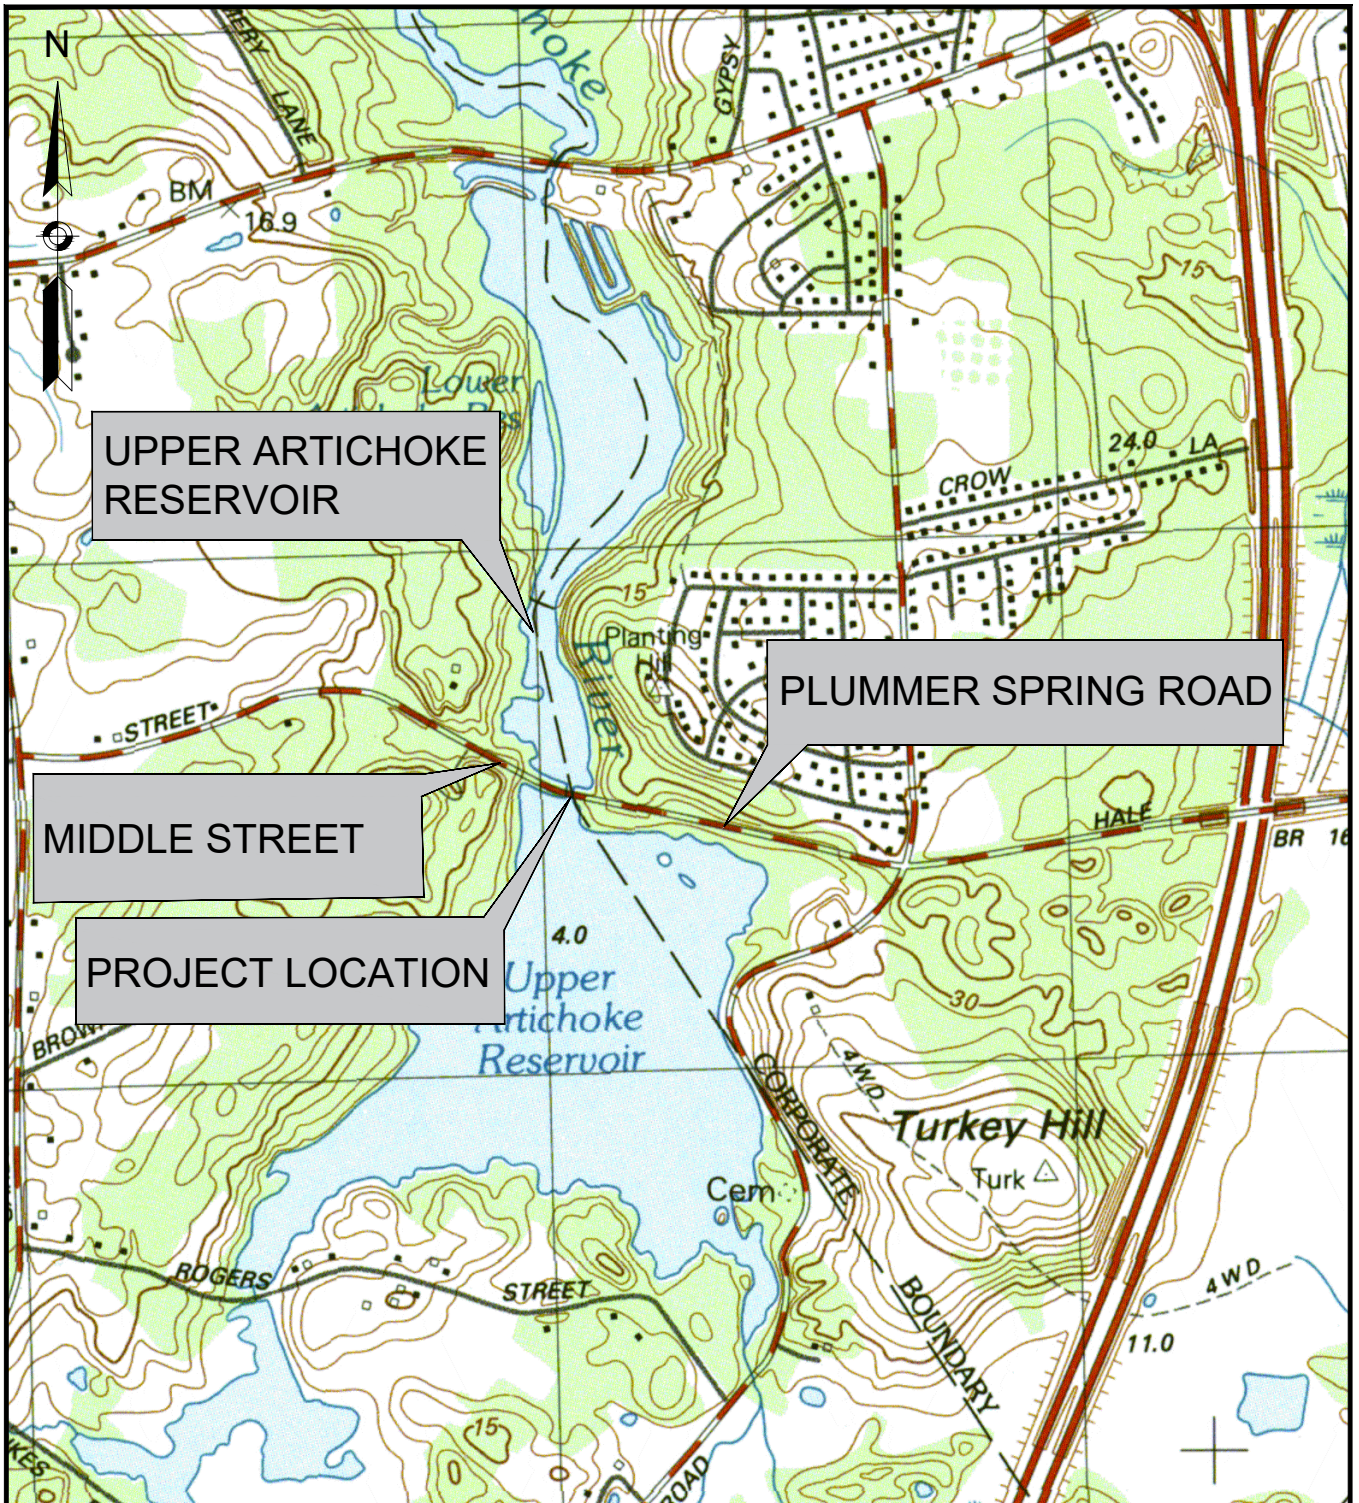 N
LANE
GYPSY
BM
16.9
15
Lower
UPPER ARTICHOKE
RESERVOIR
24.0
LA
CROW
15
Planting
Hill
River
PLUMMER SPRING ROAD
STREET
MIDDLE STREET
HALE
BR
4.0
PROJECT LOCATION
Upper
Artichoke
Reservoir
30
4WD
CORPORATE
Turkey Hill
Turk
Cem
ROGERS
STREET
4WD
BOUNDARY
11.0
15
ROAD